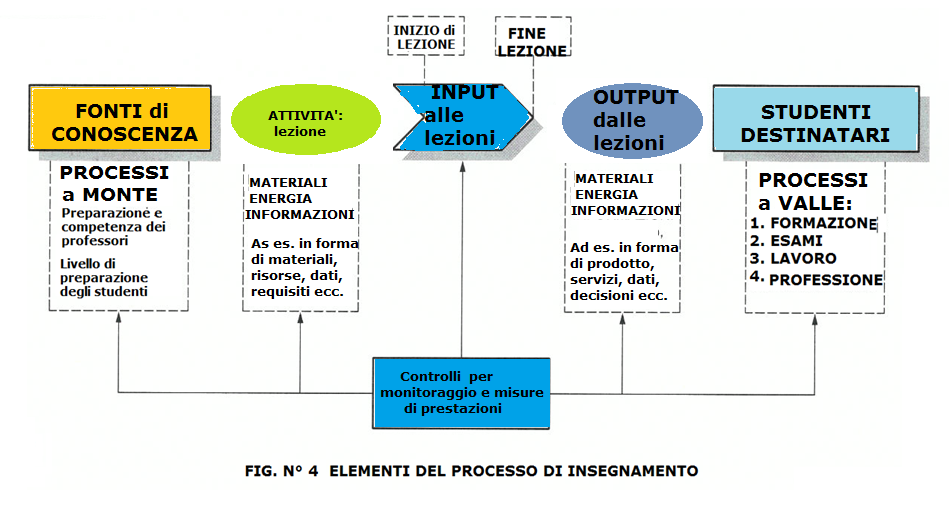 INIZIO di
LEZIONE
FINE
LEZIONE
FONTI di
CONOSCENZA
ATTIVITA':
lezione
INPUT
alle
lezioni
OUTPUT
dalle
lezioni
STUDENTI
DESTINATARI
PROCESSI
a MONTE
Preparazione e
competenza dei
professori
Livello di
preparazione
degli studenti
MATERIALI
ENERGIA
INFORMAZIONI
As es. in forma
di materiali,
risorse, dati,
requisiti ecc.
MATERIALI
ENERGIA
INFORMAZIONI
Ad es. in forma
di prodotto,
servizi, dati,
decisioni ecc.
PROCESSI
a VALLE:
1. FORMAZIONE
2. ESAMI
3. LAVORO
4. PROFESSIONE
Controlli per
monitoraggio e misure
di prestazioni
FIG. N° 4 ELEMENTI DEL PROCESSO DI INSEGNAMENTO